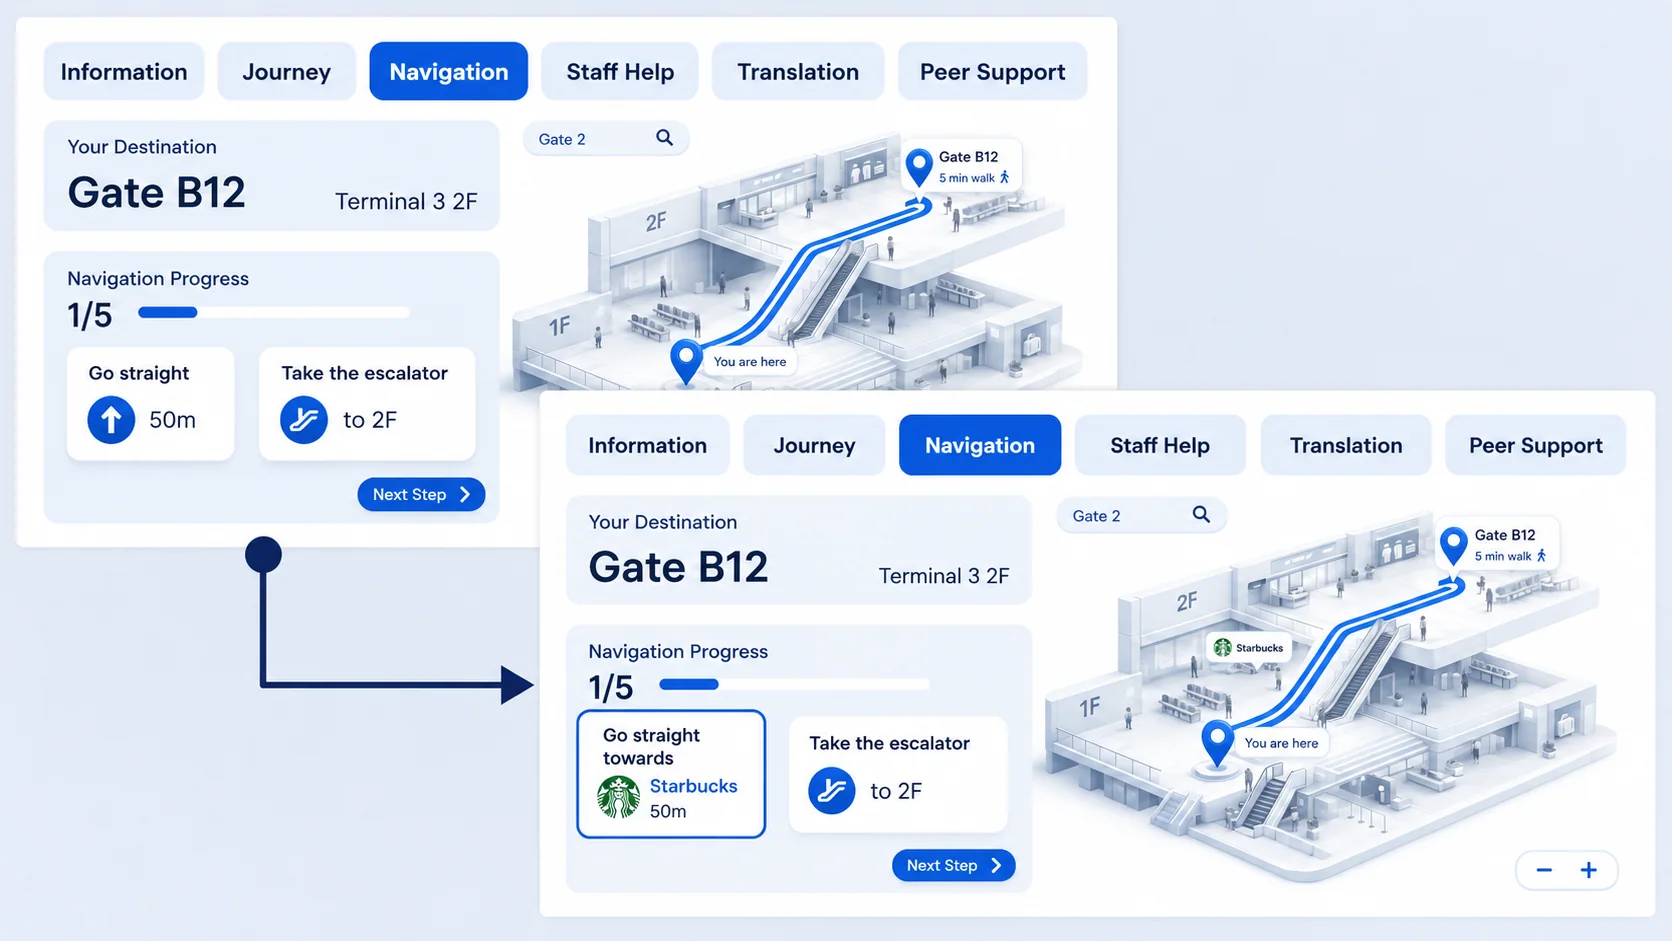 Information
Journey
Navigation
Staff Help
Translation
Peer Support
Your Destination
Gate B12
Terminal 3 2F
Navigation Progress
1/5
Go straight
50m
Take the escalator
to 2F
Next Step
Gate 2
Gate B12
5 min walk
2F
1F
You are here
Information
Journey
Navigation
Staff Help
Translation
Peer Support
Your Destination
Gate B12
Terminal 3 2F
Navigation Progress
1/5
Go straight
towards
Starbucks
50m
Take the escalator
to 2F
Next Step
Gate 2
Gate B12
5 min walk
2F
Starbucks
1F
You are here